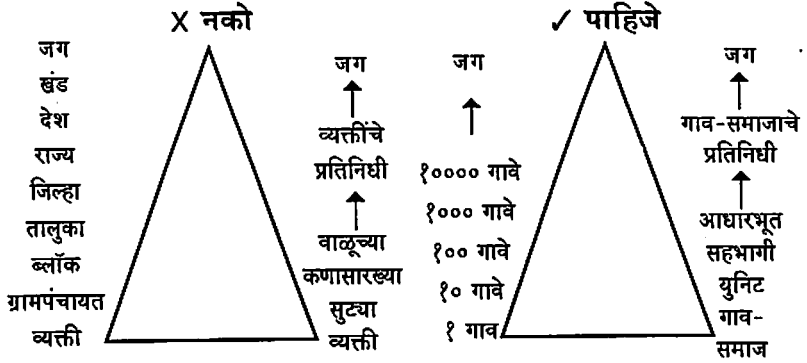 X नको
जग
खंड
देश
राज्य
जिल्हा
तालुका
ब्लॉक
ग्रामपंचायत
व्यक्ती
जग
व्यक्तींचे
प्रतिनिधी
वाळूच्या
कणासारख्या
सुट्या
व्यक्ती
✓ पाहिजे
जग
१०००० गावे
१००० गावे
१०० गावे
१० गावे
१ गाव
जग
गाव-समाजाचे
प्रतिनिधी
आधारभूत
सहभागी
युनिट
गाव-
समाज